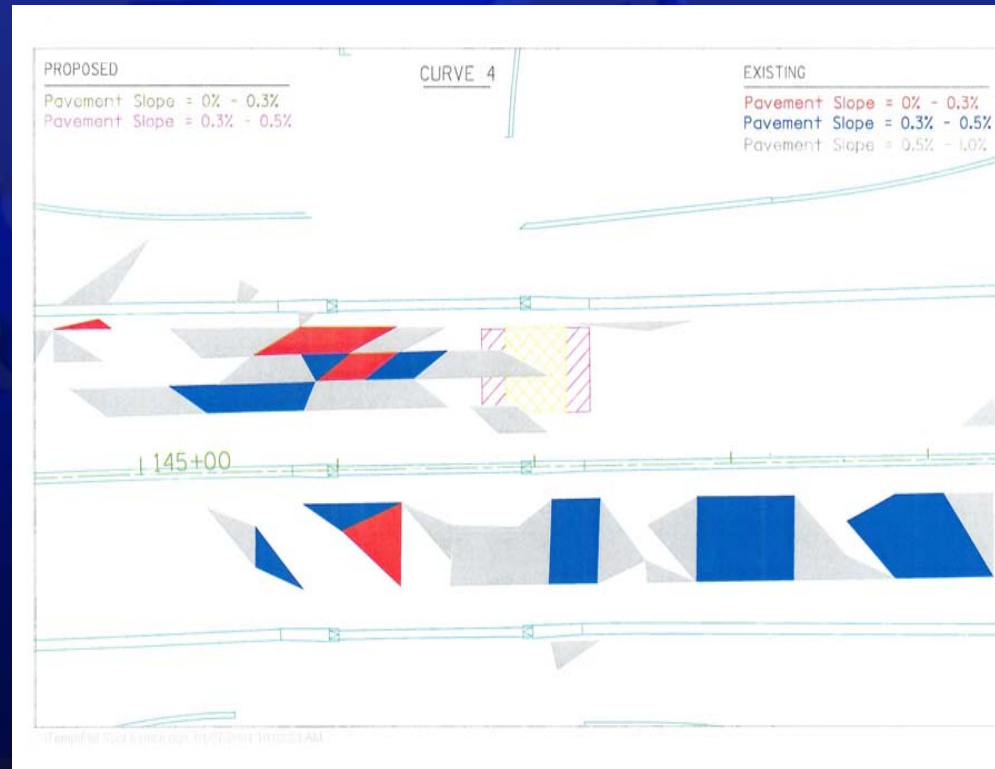 PROPOSED
Pavement Slope = 0% - 0.3%
Pavement Slope = 0.3% - 0.5%
CURVE 4
EXISTING
Pavement Slope = 0% - 0.3%
Pavement Slope = 0.3% - 0.5%
Pavement Slope = 0.5% - 1.0%
145+00